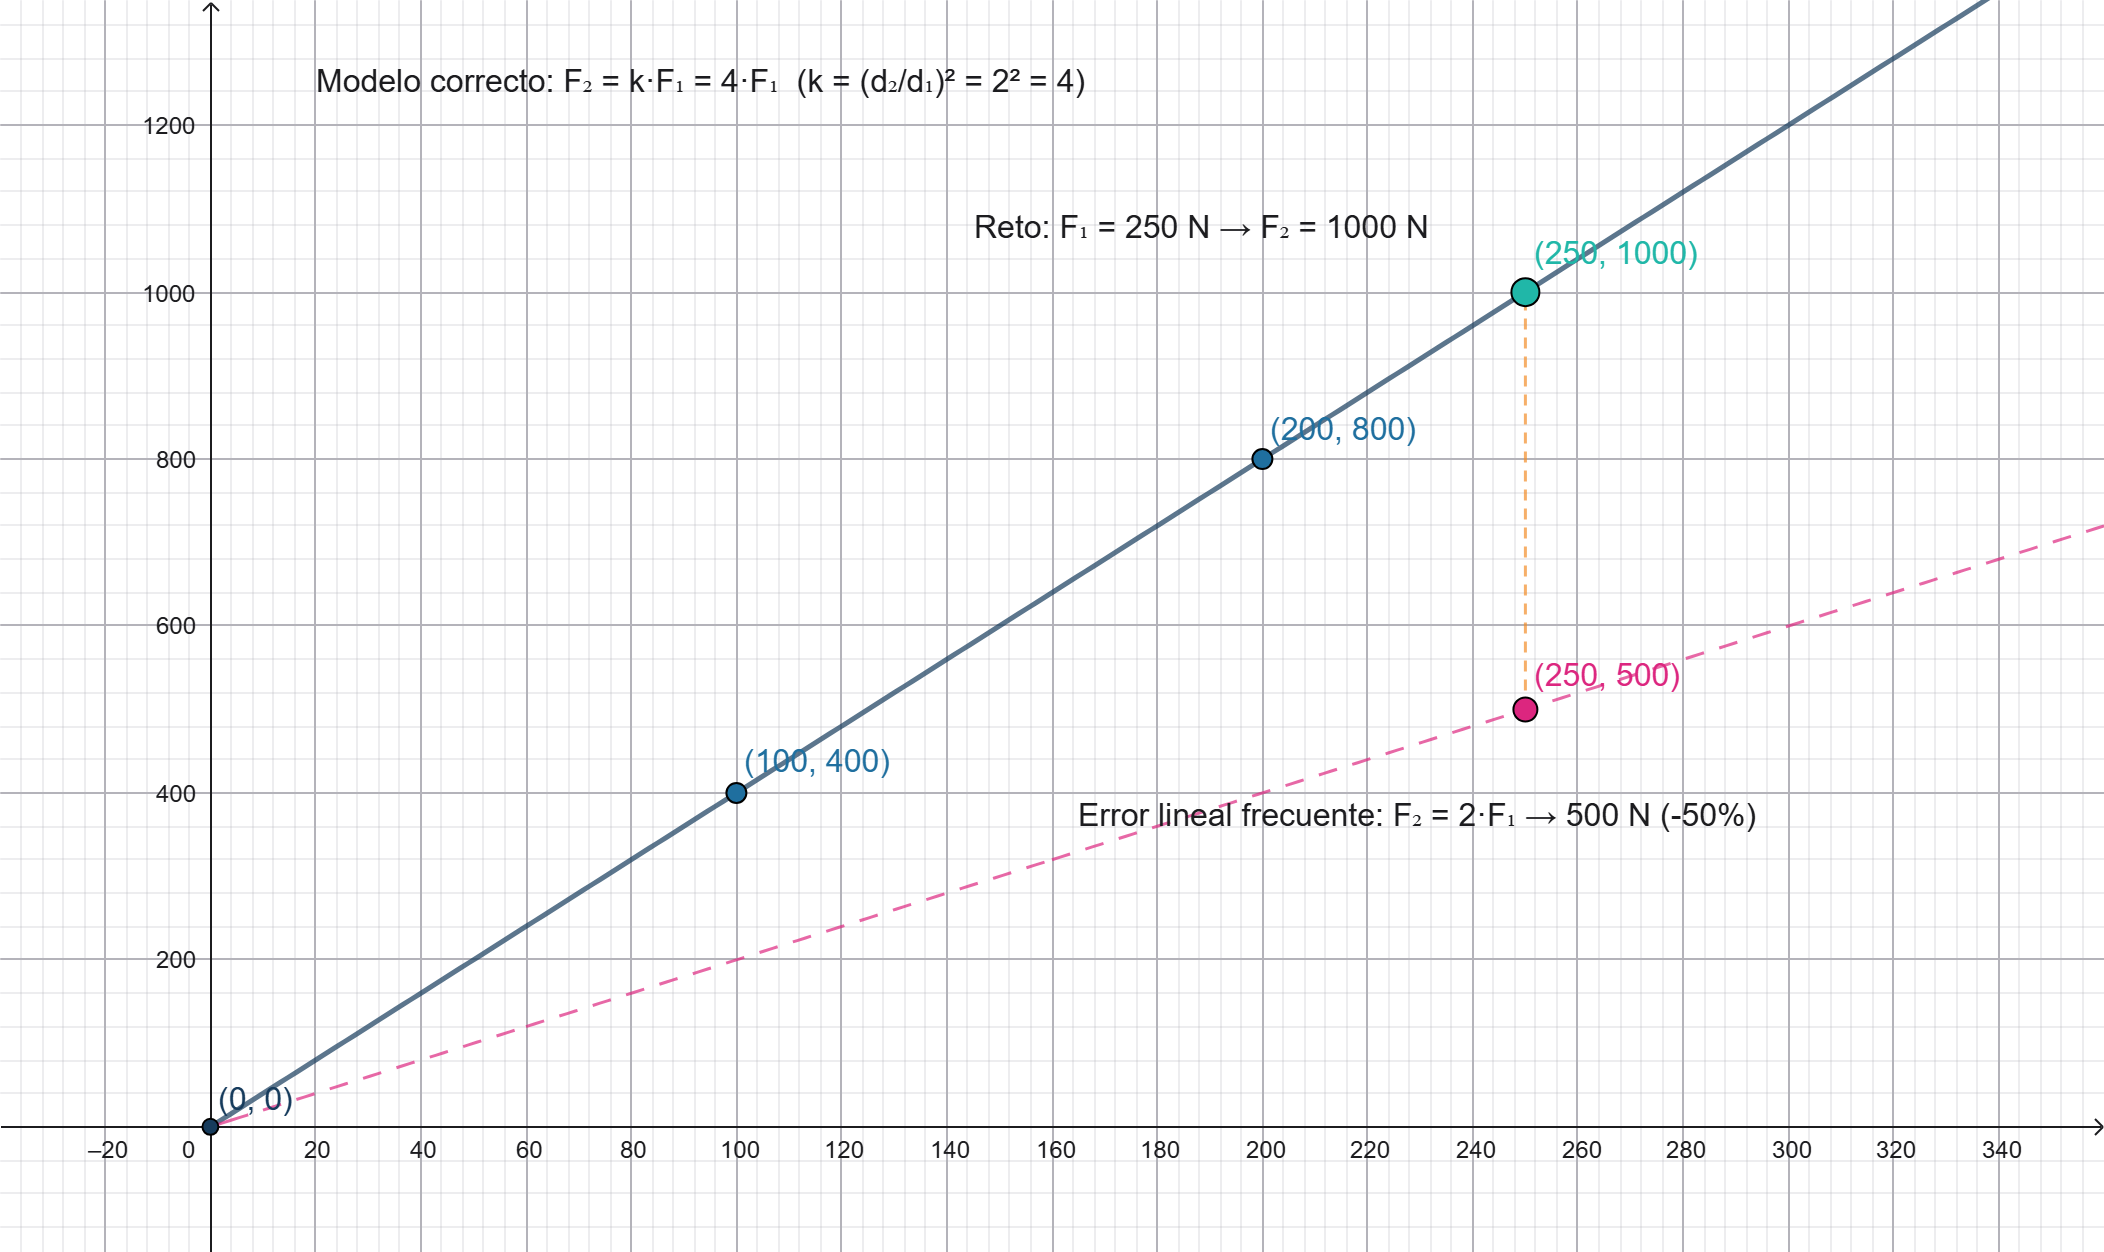 Modelo correcto: F₂ = k·F₁ = 4·F₁ (k = (d₂/d₁)² = 2² = 4)
1200
Reto: F₁ = 250 N → F₂ = 1000 N
(250, 1000)
1000
(200, 800)
800
600
(250, 500)
(100, 400)
400
Error lineal frecuente: F₂ = 2·F₁ → 500 N (-50%)
200
(0, 0)
–20 0 20 40 60 80 100 120 140 160 180 200 220 240 260 280 300 320 340